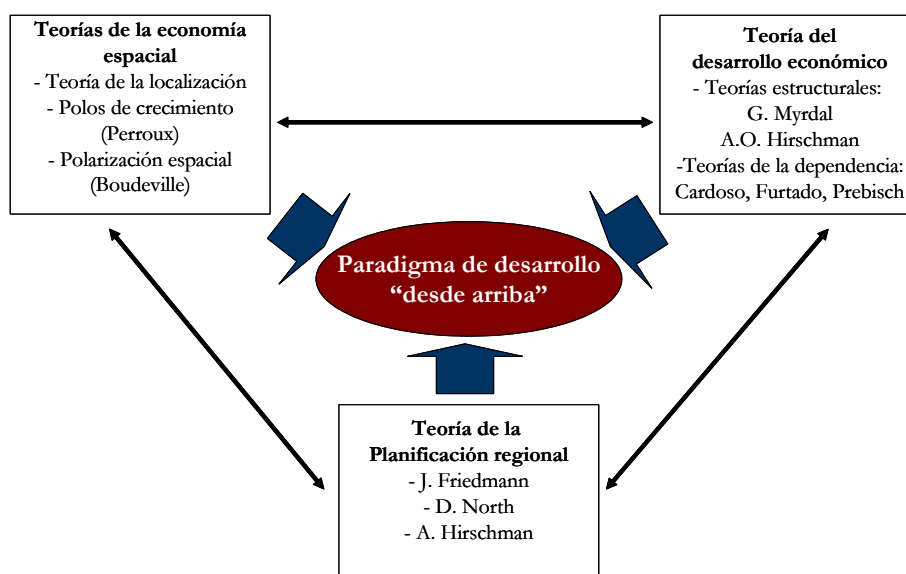 Teorías de la economía
espacial
- Teoría de la localización
- Polos de crecimiento
(Perroux)
- Polarización espacial
(Boudeville)
Teoría del
desarrollo económico
- Teorías estructurales:
G. Myrdal
A.O. Hirschman
-Teorías de la dependencia:
Cardoso, Furtado, Prebisch
Paradigma de desarrollo
“desde arriba”
Teoría de la
Planificación regional
- J. Friedmann
- D. North
- A. Hirschman